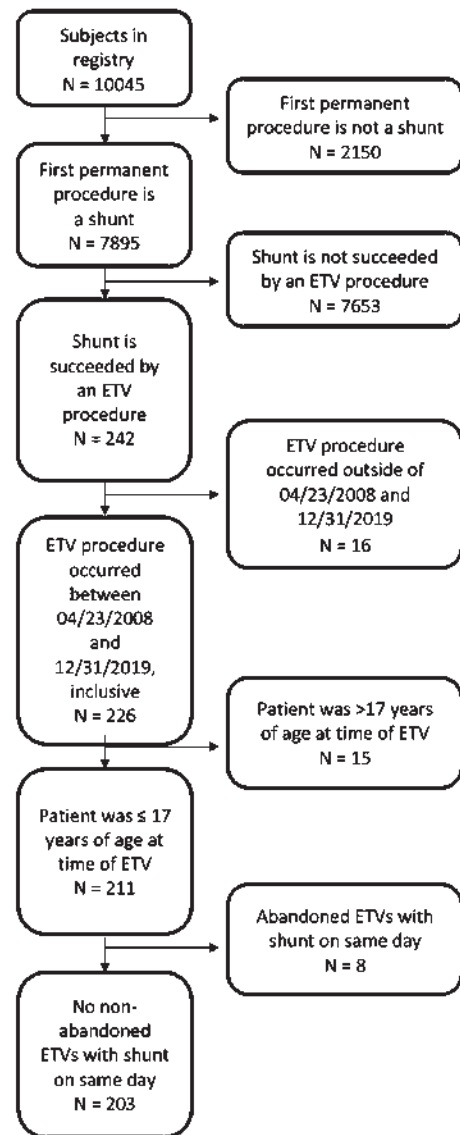 Subjects in
registry
N = 10045
First permanent
procedure is not a shunt
N = 2150
First permanent
procedure is
a shunt
N = 7895
Shunt is not succeeded
by an ETV procedure
N = 7653
Shunt is
succeeded by
an ETV
procedure
N = 242
ETV procedure
occurred outside of
04/23/2008 and
12/31/2019
N = 16
ETV procedure
occurred
between
04/23/2008
and
12/31/2019,
inclusive
N = 226
Patient was >17 years
of age at time of ETV
N = 15
Patient was ≤ 17
years of age at
time of ETV
N = 211
Abandoned ETVs with
shunt on same day
N = 8
No non-
abandoned
ETVs with shunt
on same day
N = 203